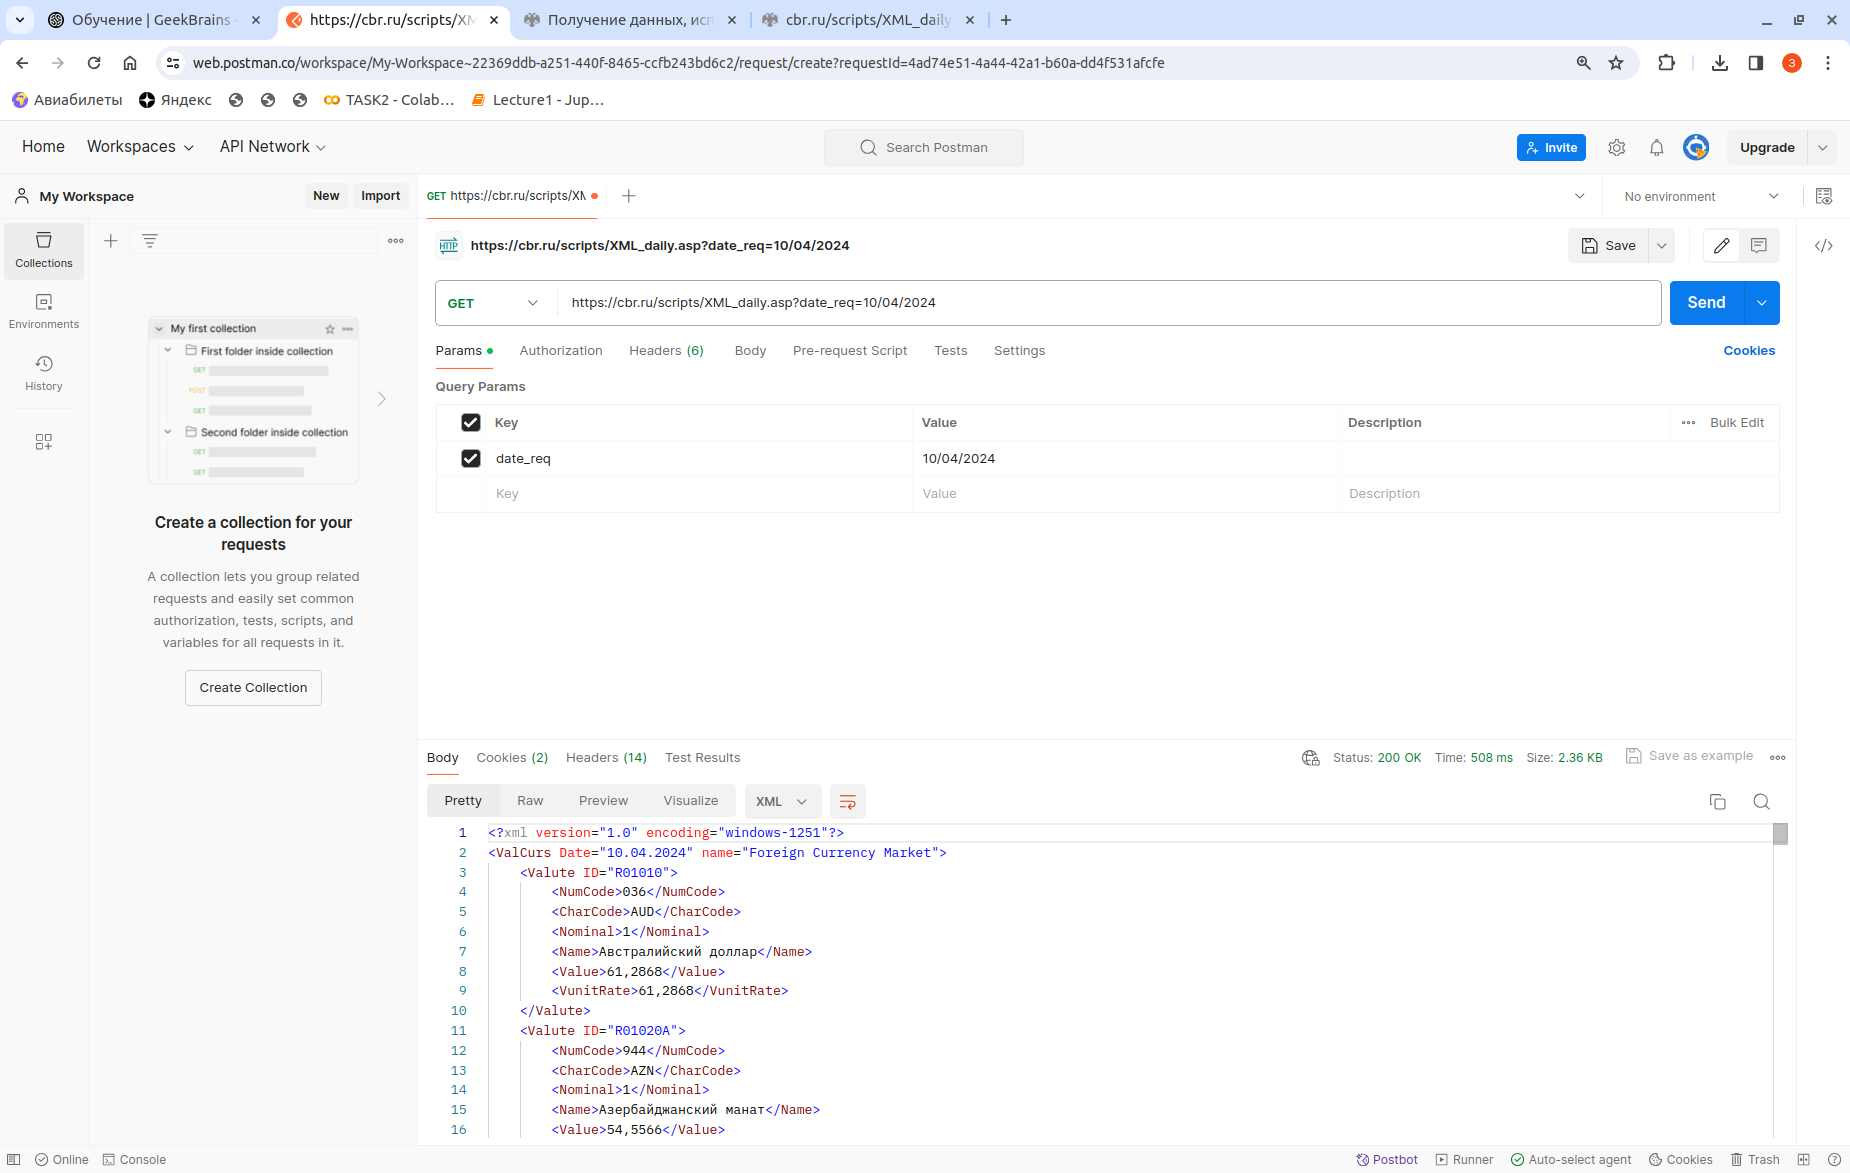 Обучение | GeekBrains
https://cbr.ru/scripts/XM
Получение данных, исп
cbr.ru/scripts/XML_daily
web.postman.co/workspace/My-Workspace~22369ddb-a251-440f-8465-ccfb243bd6c2/request/create?requestId=4ad74e51-4a44-42a1-b60a-dd4f531afcfe
3
Авиабилеты
Яндекс
TASK2 - Colab…
Lecture1 - Jup…
Home
Workspaces
API Network
Search Postman
Invite
Upgrade
My Workspace
New
Import
GET https://cbr.ru/scripts/XM
No environment
Collections
Environments
History
HTTP https://cbr.ru/scripts/XML_daily.asp?date_req=10/04/2024
Save
GET
https://cbr.ru/scripts/XML_daily.asp?date_req=10/04/2024
Send
Params
Authorization
Headers (6)
Body
Pre-request Script
Tests
Settings
Cookies
Query Params
Key
Value
Description
Bulk Edit
date_req
10/04/2024
Key
Value
Description
My first collection
First folder inside collection
GET
POST
GET
Second folder inside collection
GET
GET
Create a collection for your
requests
A collection lets you group related
requests and easily set common
authorization, tests, scripts, and
variables for all requests in it.
Create Collection
Body
Cookies (2)
Headers (14)
Test Results
Status: 200 OK
Time: 508 ms
Size: 2.36 KB
Save as example
Pretty
Raw
Preview
Visualize
XML
1 <?xml version="1.0" encoding="windows-1251"?>
2 <ValCurs Date="10.04.2024" name="Foreign Currency Market">
3 <Valute ID="R01010">
4 <NumCode>036</NumCode>
5 <CharCode>AUD</CharCode>
6 <Nominal>1</Nominal>
7 <Name>Австралийский доллар</Name>
8 <Value>61,2868</Value>
9 <VunitRate>61,2868</VunitRate>
10 </Valute>
11 <Valute ID="R01020A">
12 <NumCode>944</NumCode>
13 <CharCode>AZN</CharCode>
14 <Nominal>1</Nominal>
15 <Name>Азербайджанский манат</Name>
16 <Value>54,5566</Value>
Online
Console
Postbot
Runner
Auto-select agent
Cookies
Trash